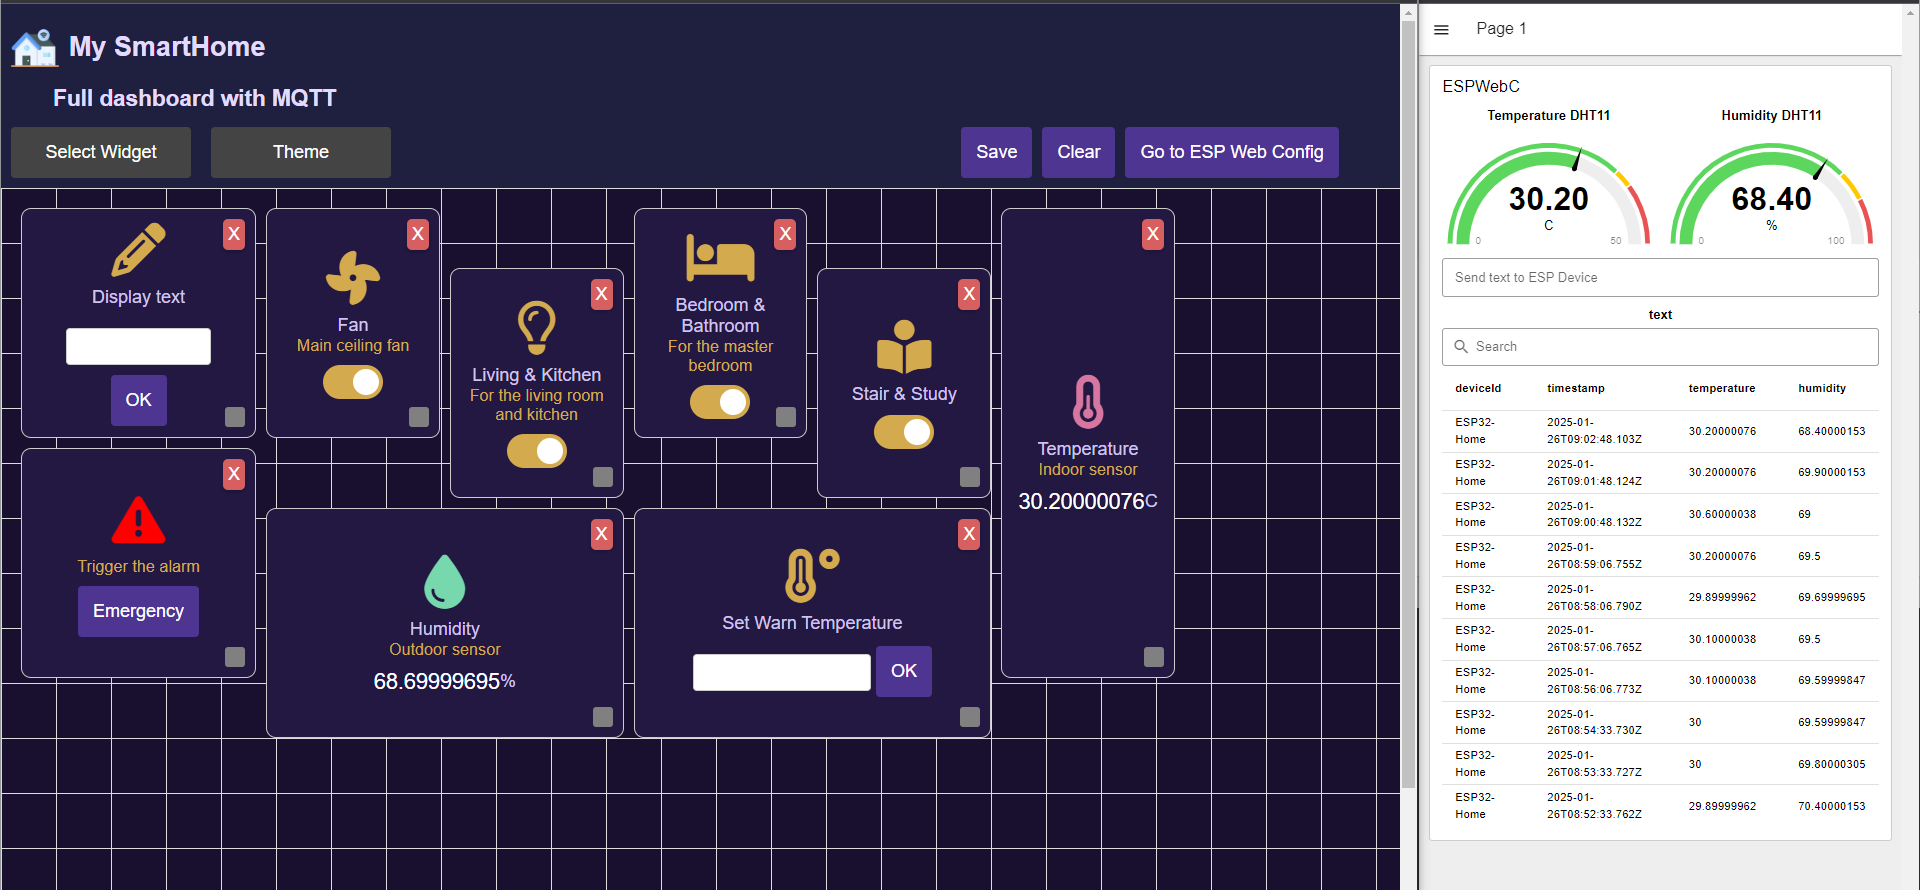 My SmartHome
Full dashboard with MQTT
Select Widget
Theme
Save
Clear
Go to ESP Web Config
X
Display text
OK
X
Fan
Main ceiling fan
X
Living & Kitchen
For the living room
and kitchen
X
Bedroom &
Bathroom
For the master
bedroom
X
Stair & Study
X
Temperature
Indoor sensor
30.20000076C
X
Trigger the alarm
Emergency
X
Humidity
Outdoor sensor
68.69999695%
X
Set Warn Temperature
OK
Page 1
ESPWebC
Temperature DHT11
30.20
C
0
50
Humidity DHT11
68.40
%
0
100
Send text to ESP Device
text
Search
deviceId timestamp temperature humidity
ESP32-
Home
2025-01-
26T09:02:48.103Z
30.20000076
68.40000153
ESP32-
Home
2025-01-
26T09:01:48.124Z
30.20000076
69.90000153
ESP32-
Home
2025-01-
26T09:00:48.132Z
30.60000038
69
ESP32-
Home
2025-01-
26T08:59:06.755Z
30.20000076
69.5
ESP32-
Home
2025-01-
26T08:58:06.790Z
29.89999962
69.69999695
ESP32-
Home
2025-01-
26T08:57:06.765Z
30.10000038
69.5
ESP32-
Home
2025-01-
26T08:56:06.773Z
30.10000038
69.59999847
ESP32-
Home
2025-01-
26T08:54:33.730Z
30
69.59999847
ESP32-
Home
2025-01-
26T08:53:33.727Z
30
69.80000305
ESP32-
Home
2025-01-
26T08:52:33.762Z
29.89999962
70.40000153